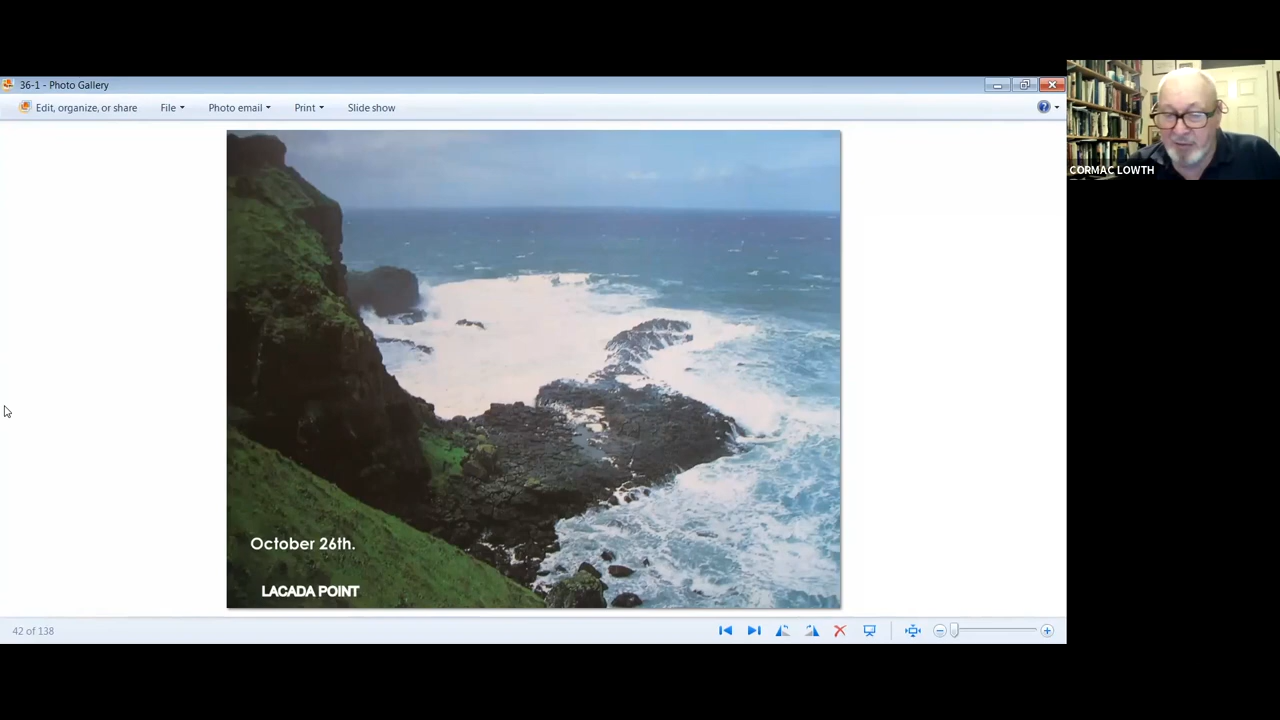 36-1 - Photo Gallery
Edit, organize, or share File Photo email Print Slide show
CORMAC LOWTH
October 26th.
LACADA POINT
42 of 138